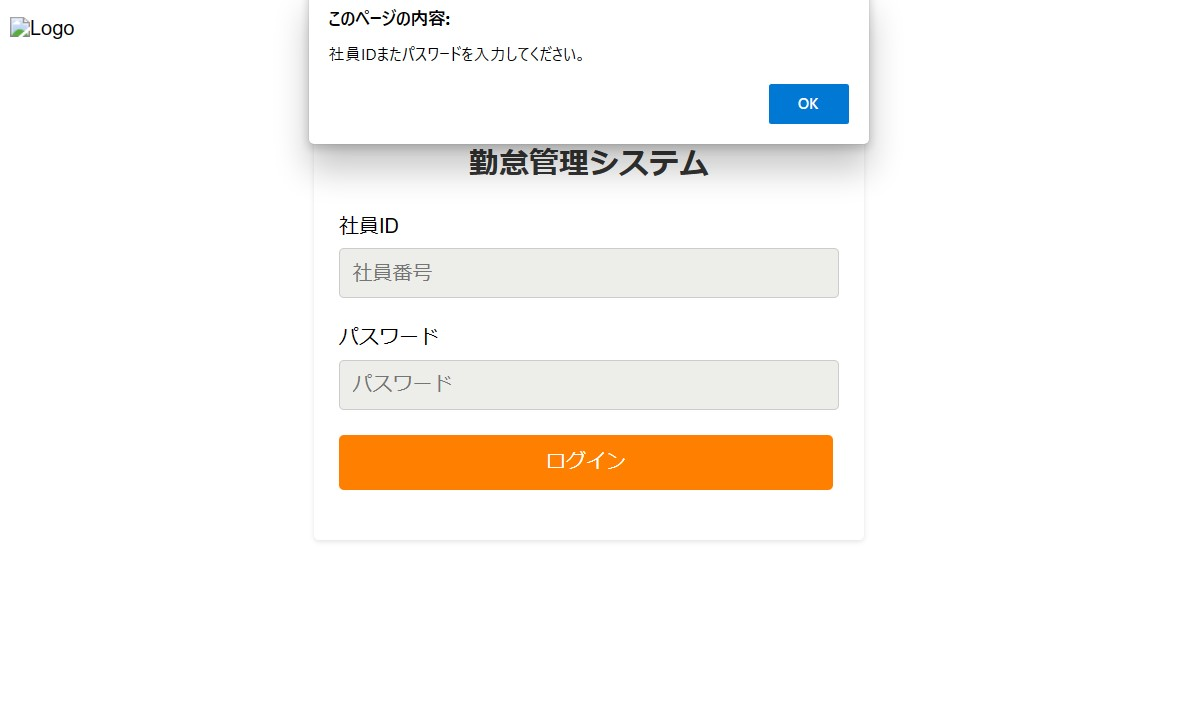 Logo
このページの内容:
社員IDまたパスワードを入力してください。
OK
勤怠管理システム
社員ID
社員番号
パスワード
パスワード
ログイン